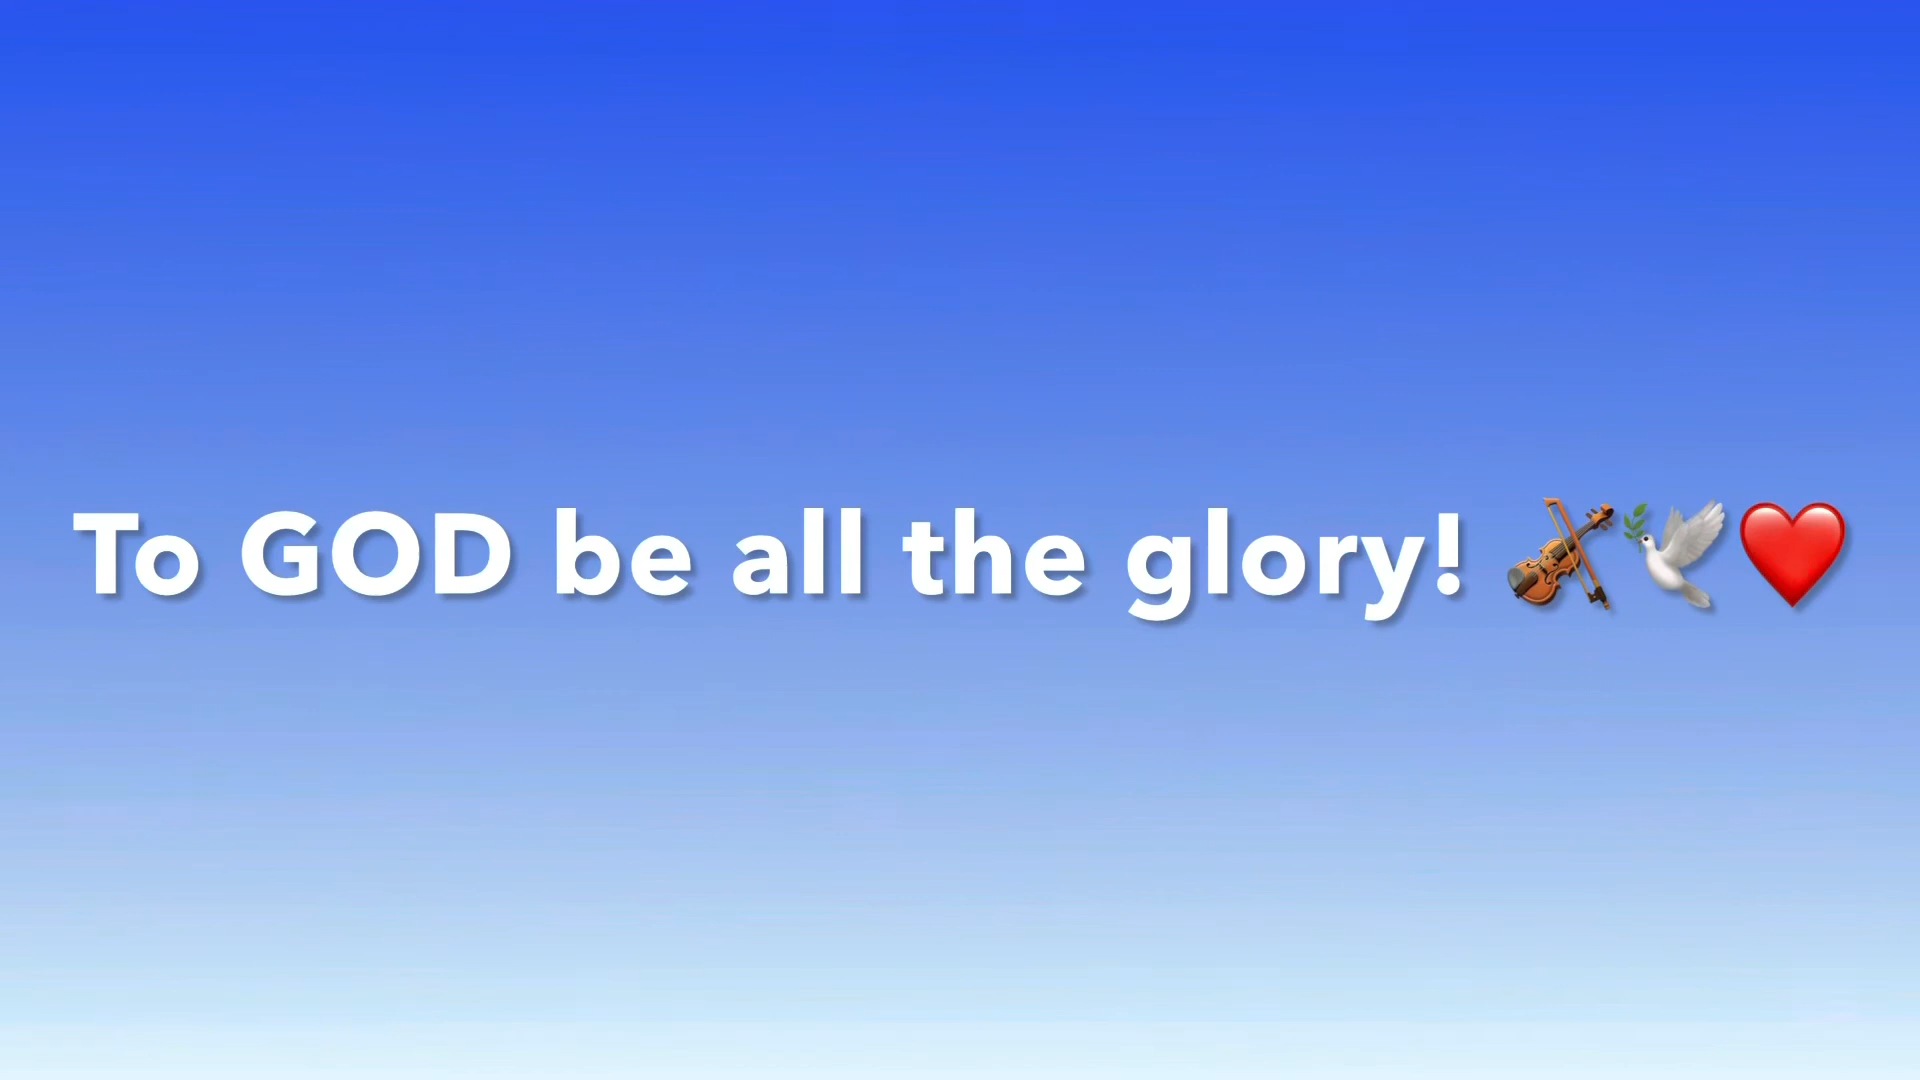 To GOD be all the glory! 🎻🕊️❤️